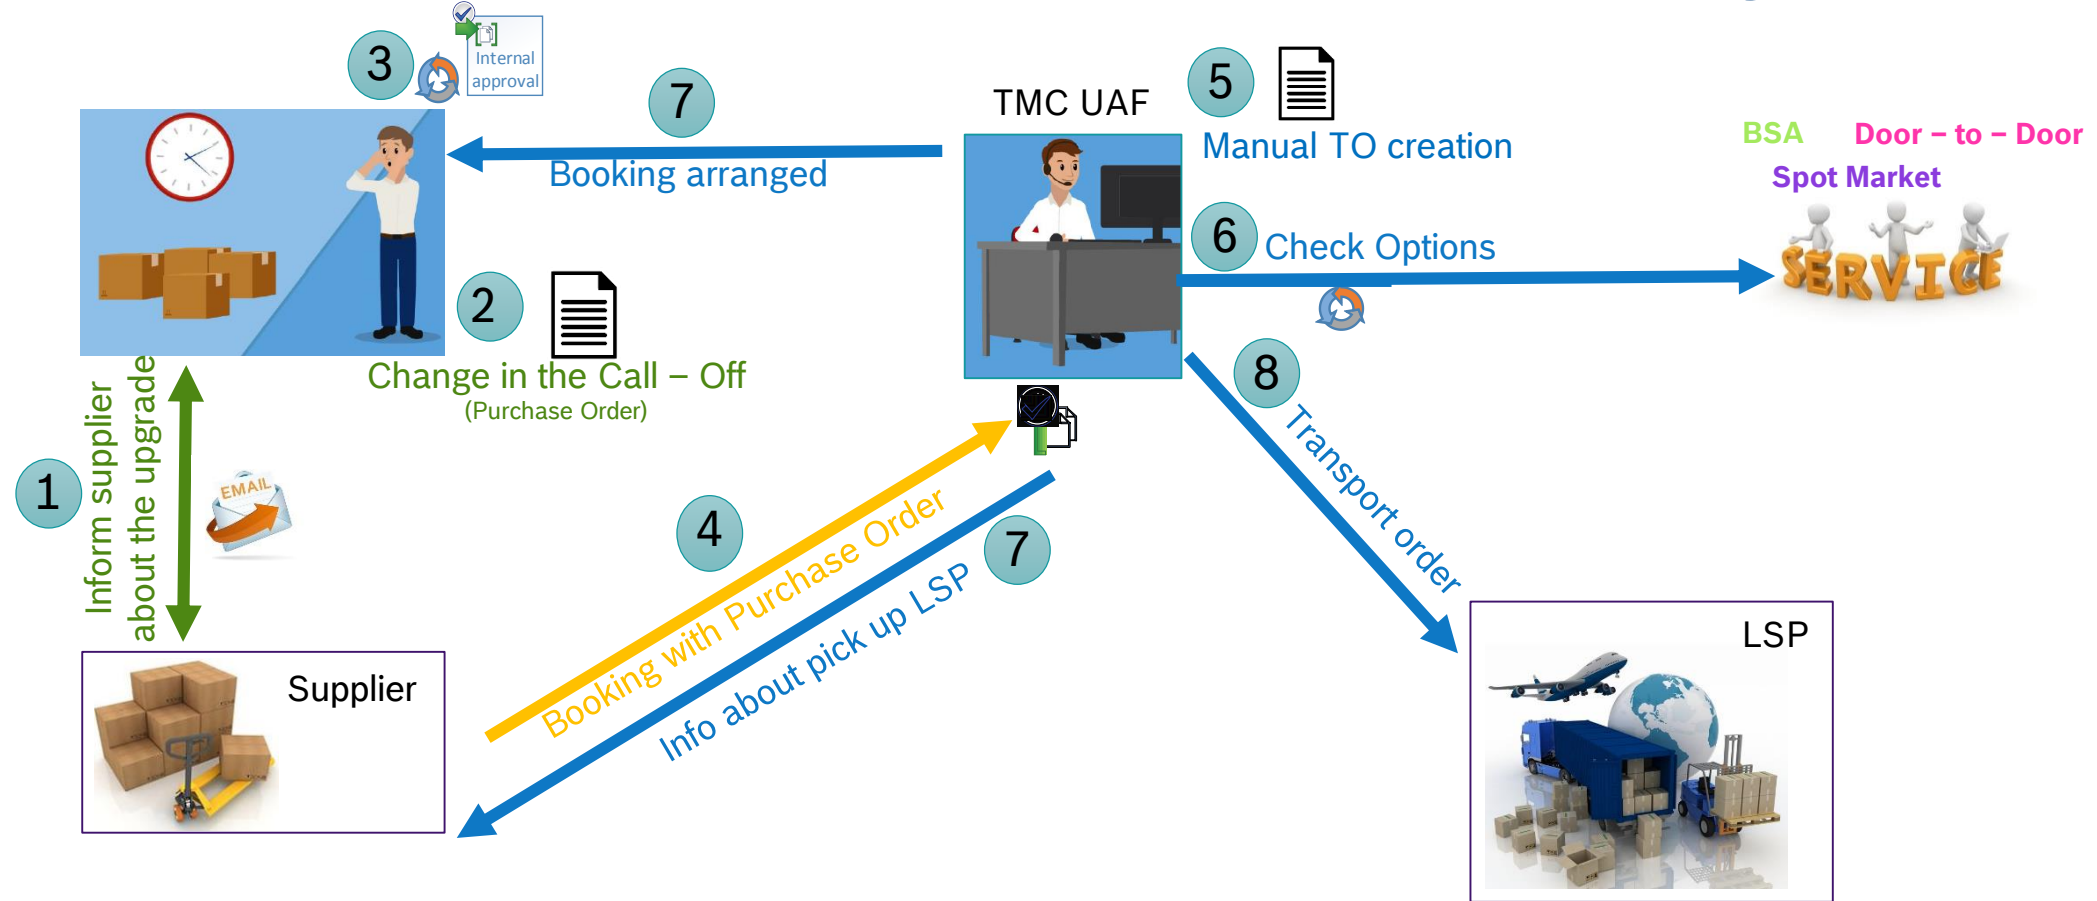 3
Internal
approval
7
Booking arranged
TMC UAF
5
Manual TO creation
BSA
Door – to – Door
Spot Market
6
Check Options
SERVICE
2
Change in the Call – Off
(Purchase Order)
1
Inform supplier
about the upgrade
EMAIL
4
Booking with Purchase Order
7
Info about pick up LSP
8
Transport order
Supplier
LSP